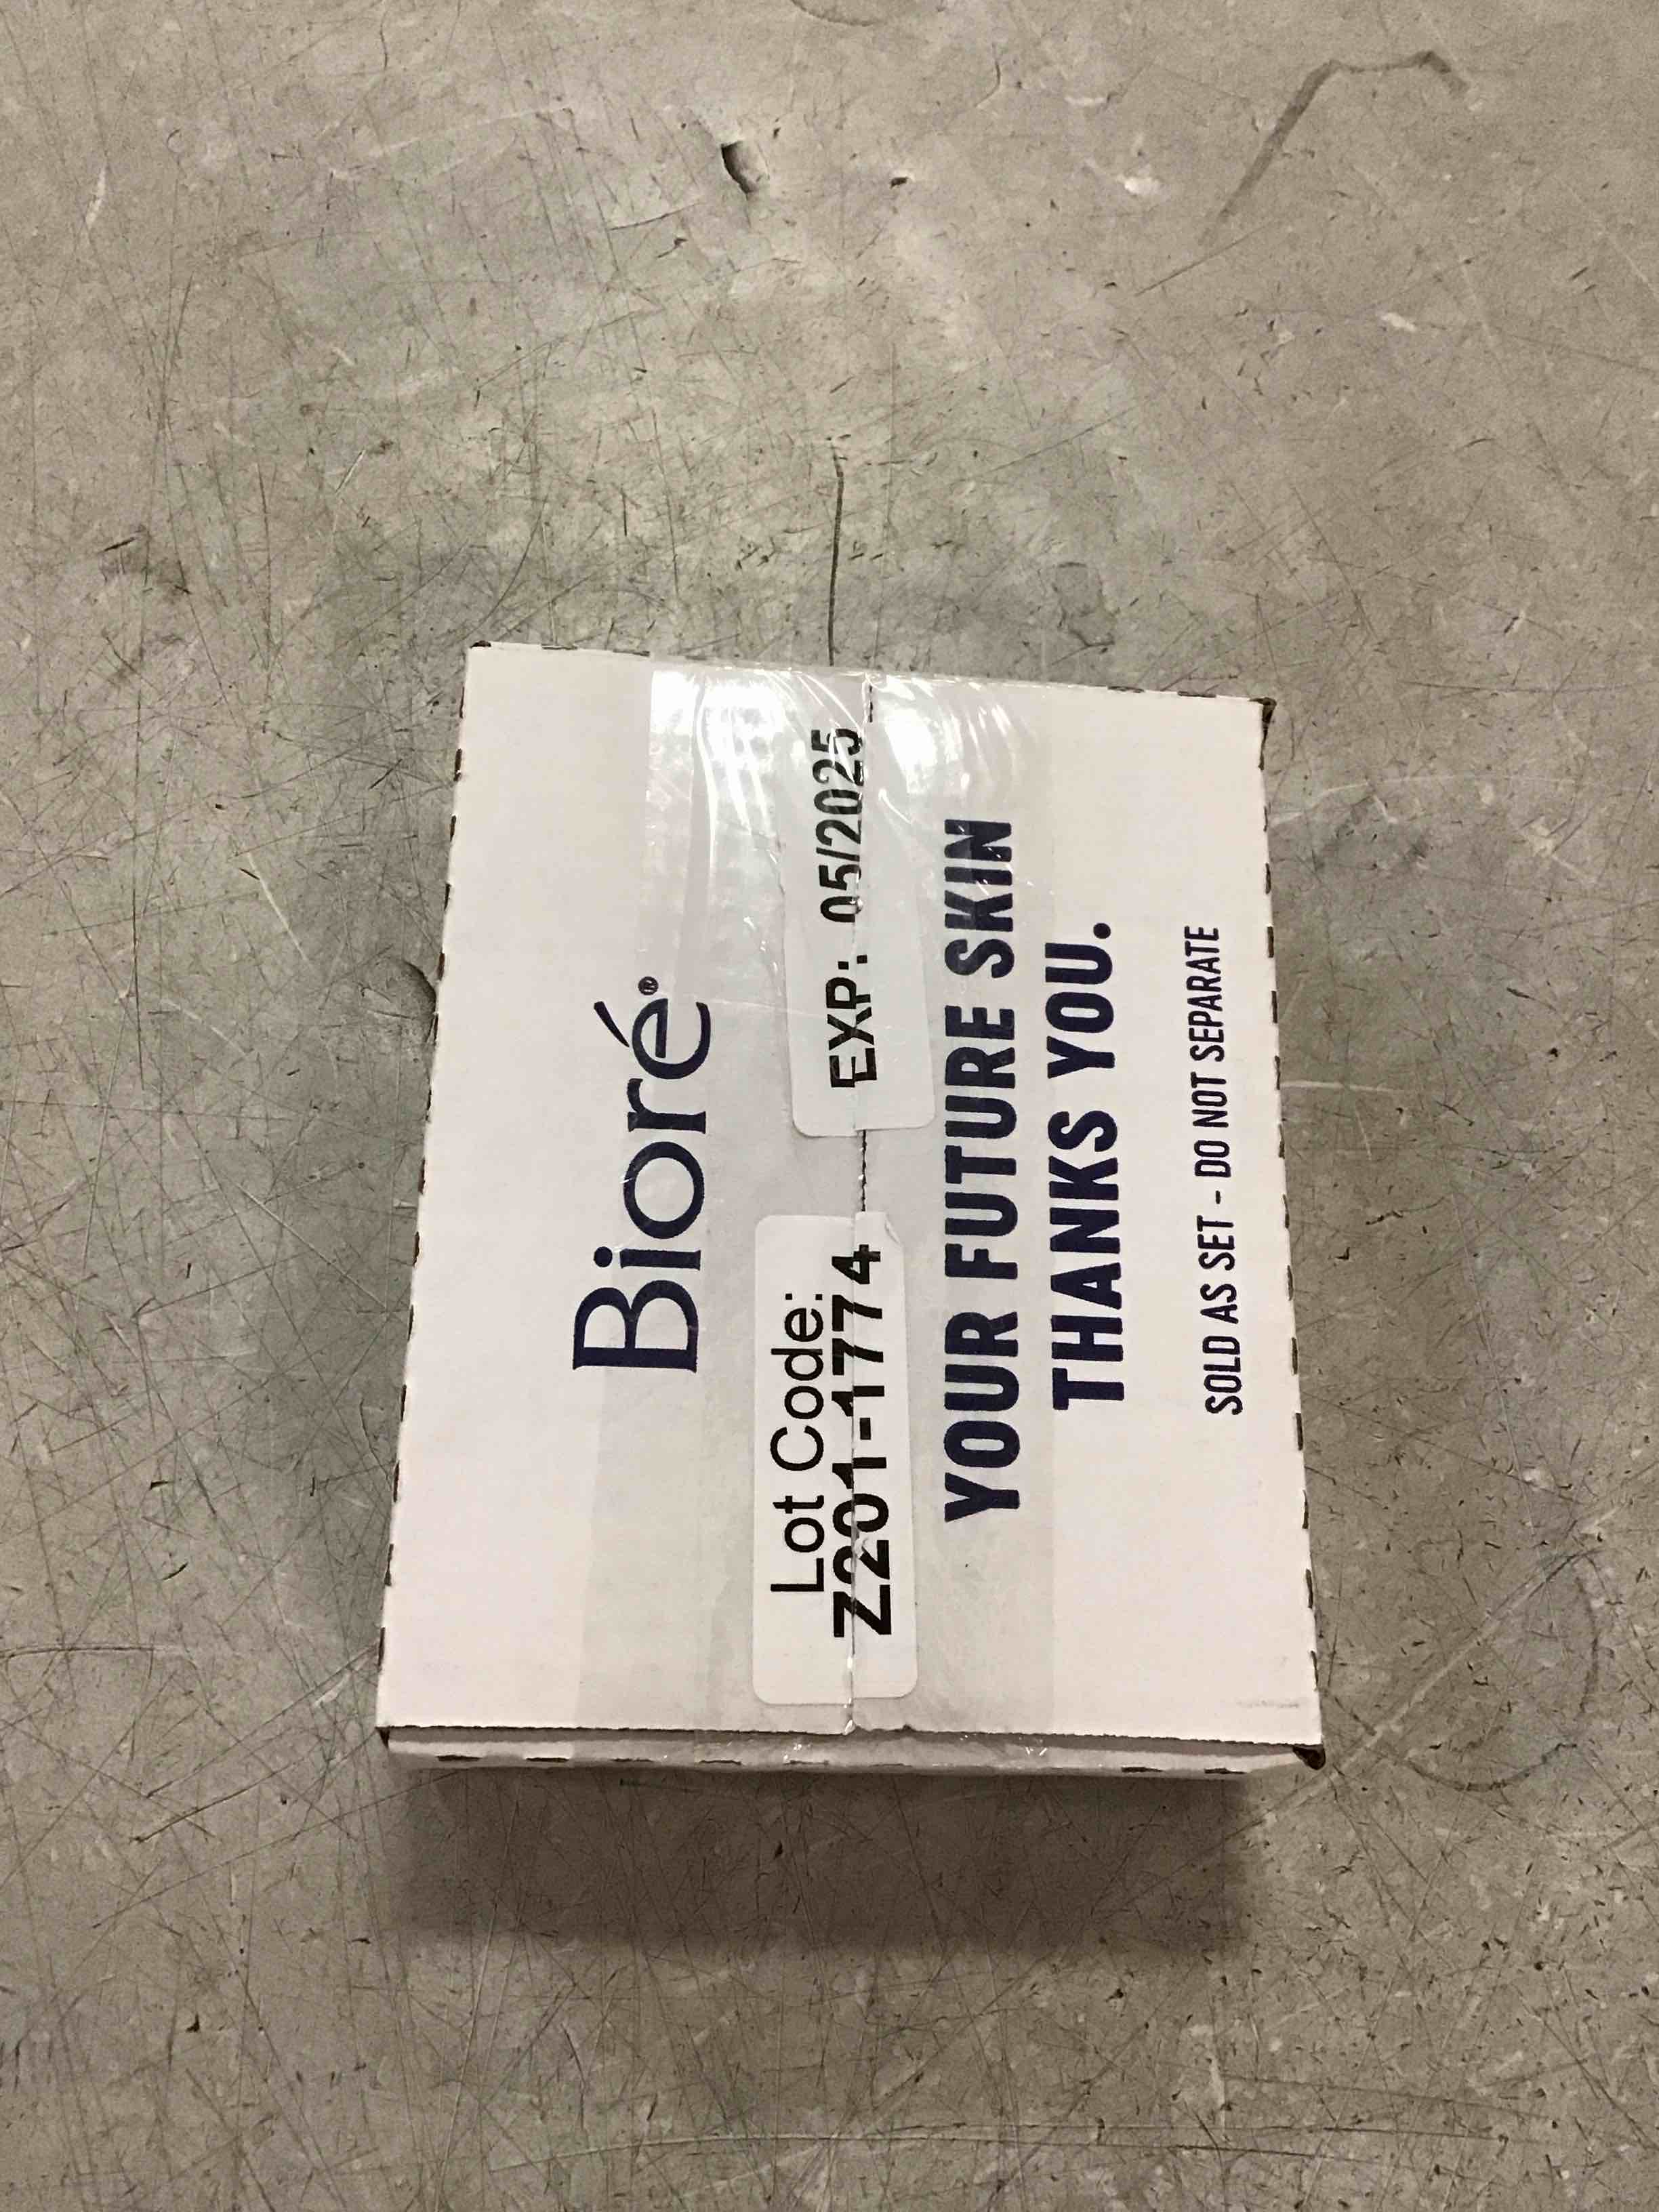 Bioré®
Lot Code:
Z201-1774
EXP: 05/2025
YOUR FUTURE SKIN
THANKS YOU.
SOLD AS SET - DO NOT SEPARATE